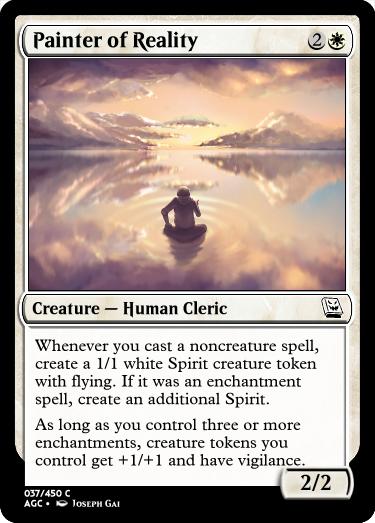 Painter of Reality 2
Creature — Human Cleric
Whenever you cast a noncreature spell,
create a 1/1 white Spirit creature token
with flying. If it was an enchantment
spell, create an additional Spirit.
As long as you control three or more
enchantments, creature tokens you
control get +1/+1 and have vigilance.
2/2
037/450 C
AGC • Joseph Gai